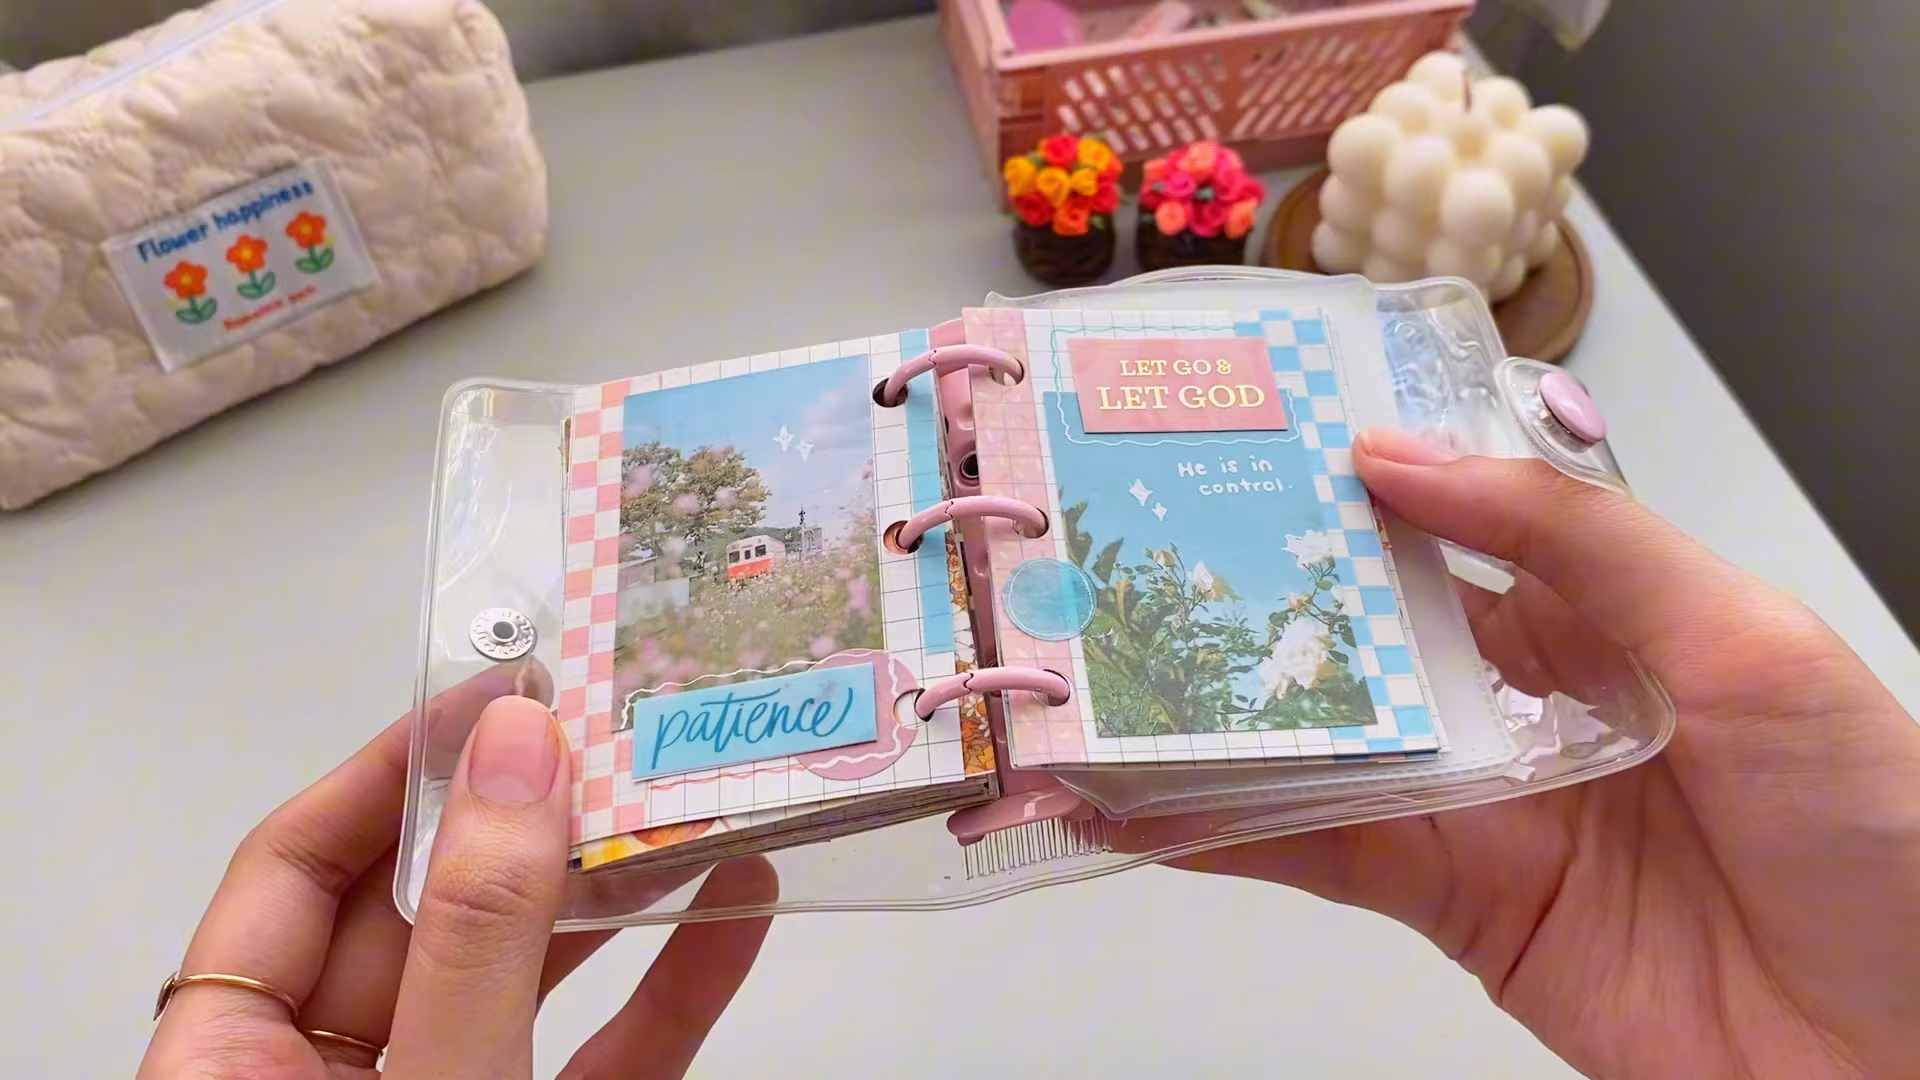 Flower happiness
patience
LET GO &
LET GOD
He is in
control.